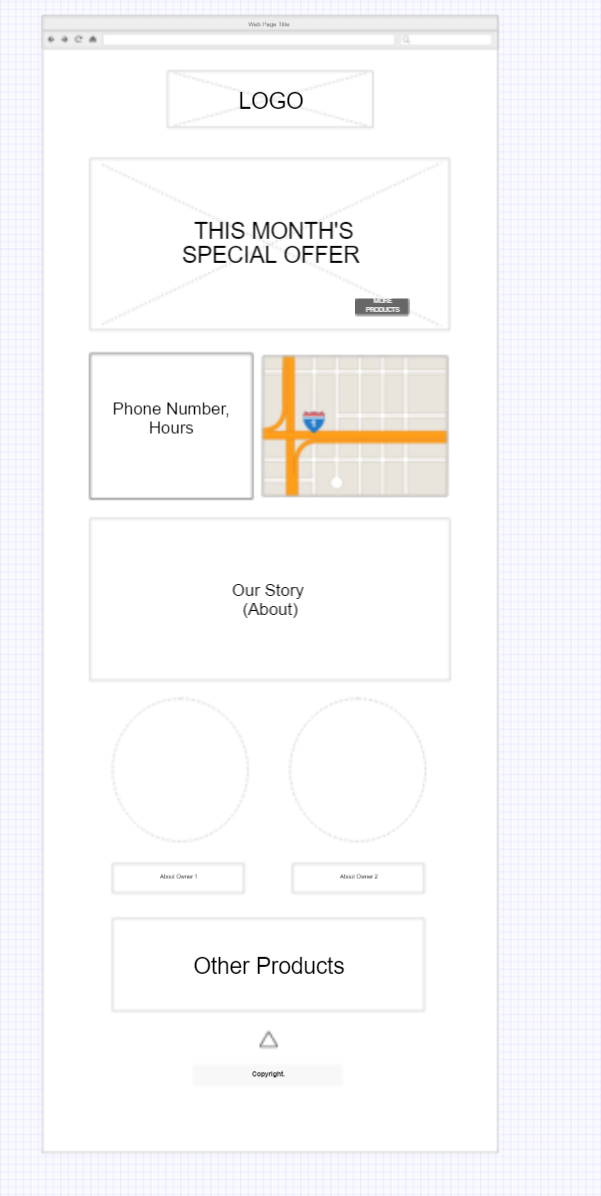 Web Page Title
LOGO
THIS MONTH'S
SPECIAL OFFER
MORE
PRODUCTS
Phone Number,
Hours
5
Our Story
(About)
About Owner 1
About Owner 2
Other Products
Copyright.